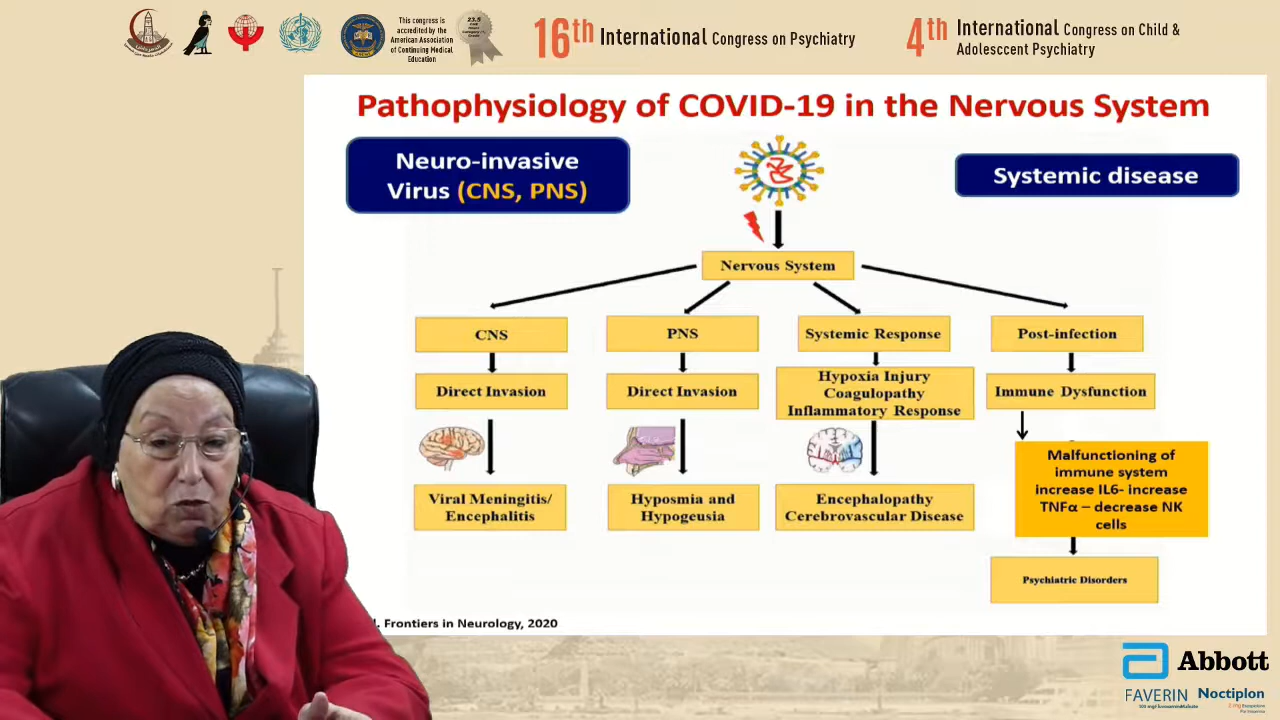 This congress is
accredited by the
American Association
of Continuing Medical
Education
23.5
16th International Congress on Psychiatry
4th International Congress on Child &
Adolesccent Psychiatry
Pathophysiology of COVID-19 in the Nervous System
Neuro-invasive
Virus (CNS, PNS)
Systemic disease
Nervous System
CNS
PNS
Systemic Response
Post-infection
Direct Invasion
Direct Invasion
Hypoxia Injury
Coagulopathy
Inflammatory Response
Immune Dysfunction
Malfunctioning of
immune system
increase IL6- increase
TNFα – decrease NK
cells
Viral Meningitis/
Encephalitis
Hyposmia and
Hypogeusia
Encephalopathy
Cerebrovascular Disease
Psychiatric Disorders
Frontiers in Neurology, 2020
Abbott
FAVERIN
Noctiplon